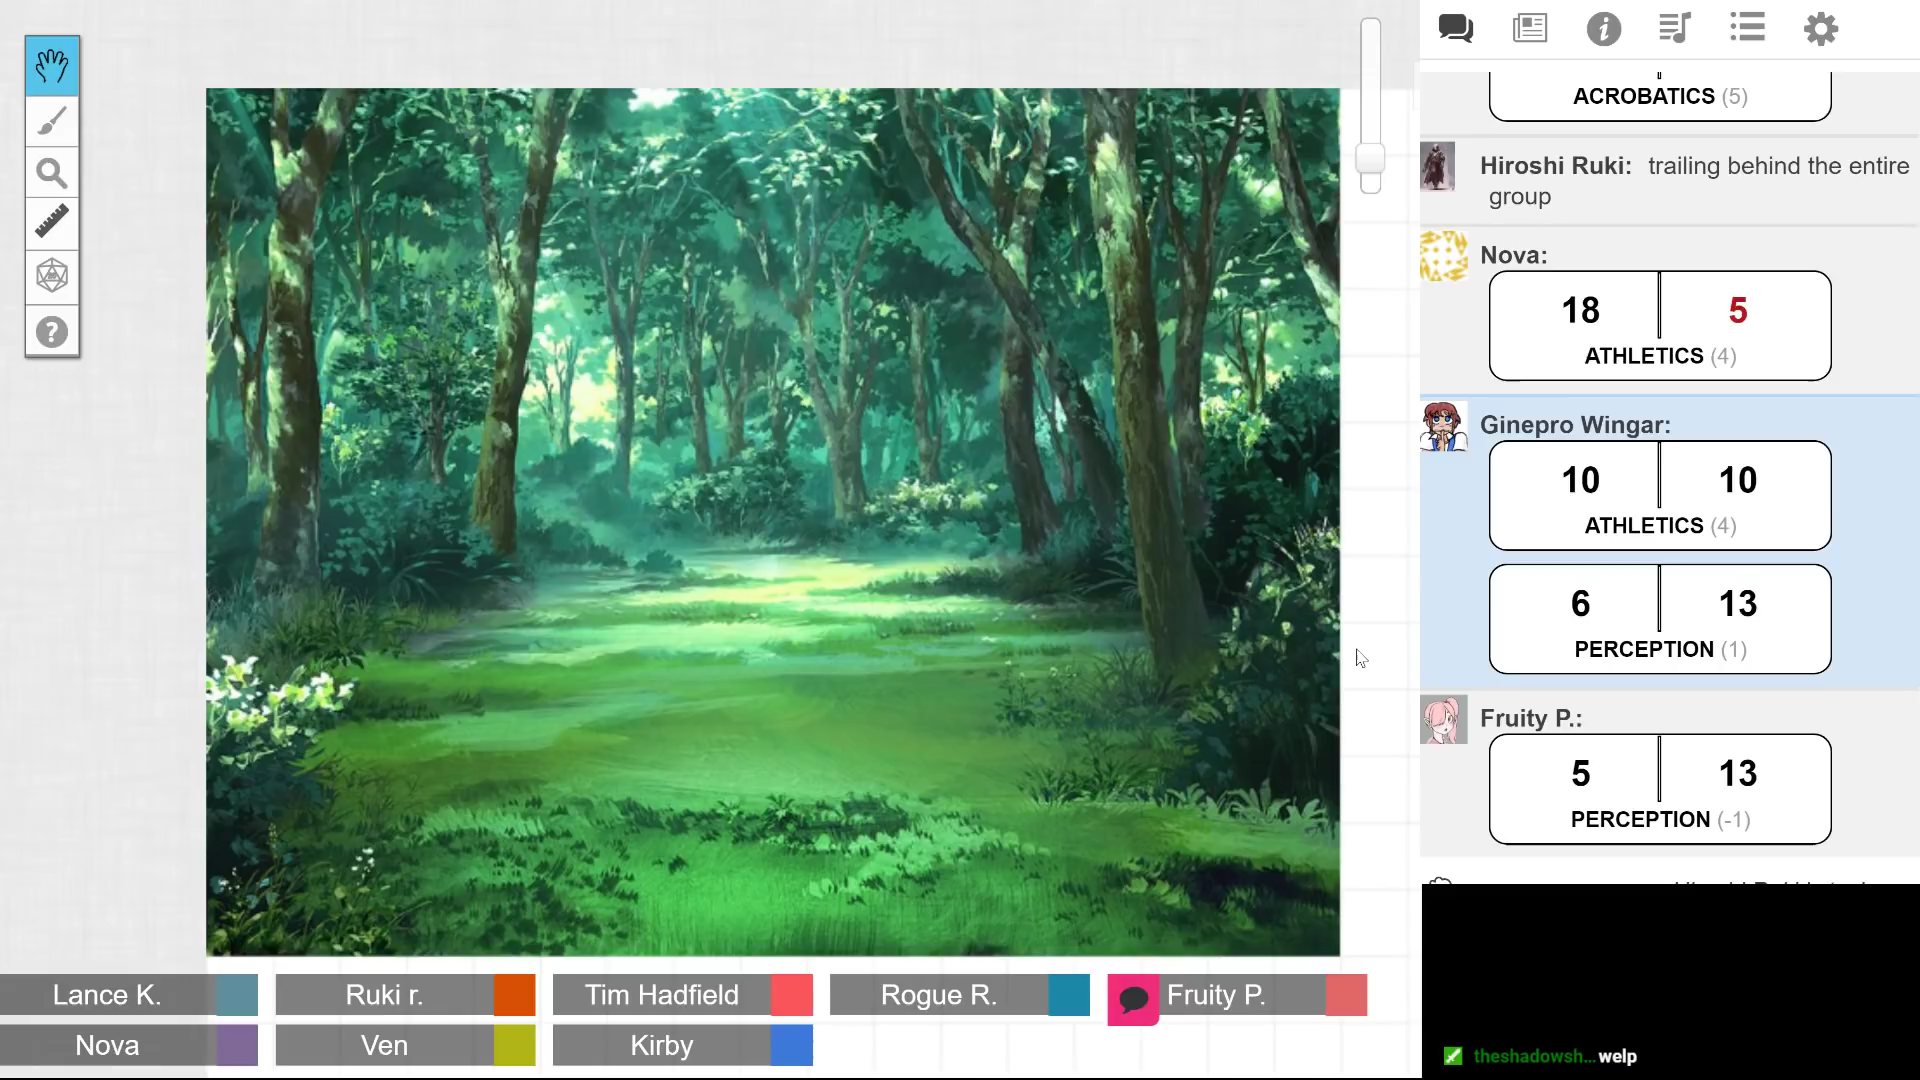 ACROBATICS (5)
Hiroshi Ruki: trailing behind the entire
group
Nova:
18 5
ATHLETICS (4)
Ginepro Wingar:
10 10
ATHLETICS (4)
6 13
PERCEPTION (1)
Fruity P.:
5 13
PERCEPTION (-1)
Lance K. Ruki r. Tim Hadfield Rogue R. Fruity P.
Nova Ven Kirby
theshadowsh...welp